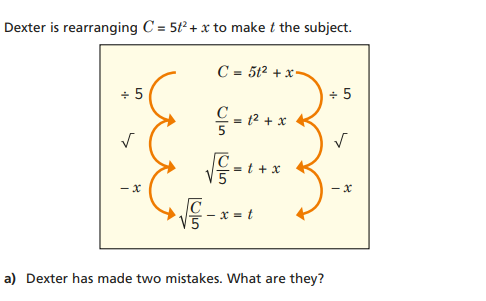 Dexter is rearranging C = 5t² + x to make t the subject.
C = 5t² + x
÷ 5 ÷ 5
C/5 = t² + x
√ √
√(C/5) = t + x
– x – x
√(C/5) – x = t
a) Dexter has made two mistakes. What are they?